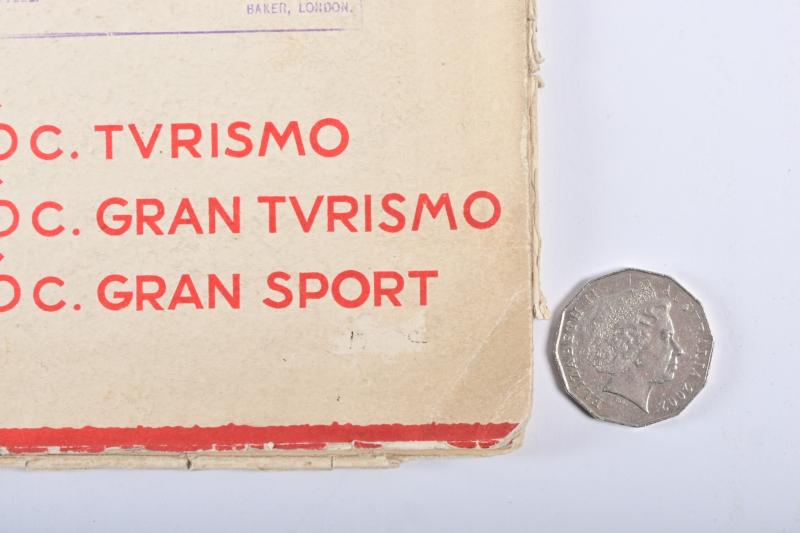 BAKER, LONDON.
C. TVRISMO
C. GRAN TVRISMO
C. GRAN SPORT
ELIZABETH II AUSTRALIA 2002